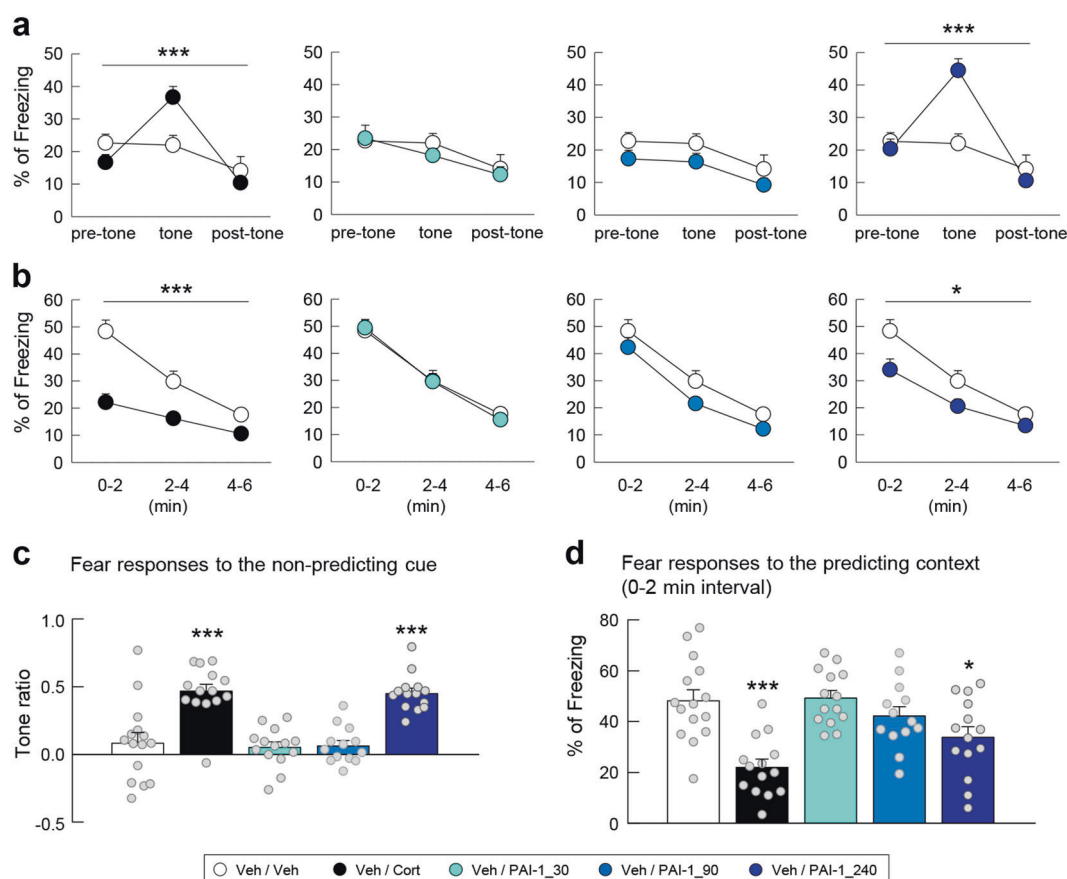 a
***
***
% of Freezing
50
40
30
20
10
0
50
40
30
20
10
0
50
40
30
20
10
0
50
40
30
20
10
0
pre-tone tone post-tone
pre-tone tone post-tone
pre-tone tone post-tone
pre-tone tone post-tone
b
***
*
% of Freezing
60
50
40
30
20
10
0
60
50
40
30
20
10
0
60
50
40
30
20
10
0
60
50
40
30
20
10
0
0-2 2-4 4-6
(min)
0-2 2-4 4-6
(min)
0-2 2-4 4-6
(min)
0-2 2-4 4-6
(min)
c
Fear responses to the non-predicting cue
Tone ratio
1.0
0.5
0.0
-0.5
***
***
d
Fear responses to the predicting context
(0-2 min interval)
% of Freezing
80
60
40
20
0
***
*
Veh / Veh
Veh / Cort
Veh / PAI-1_30
Veh / PAI-1_90
Veh / PAI-1_240